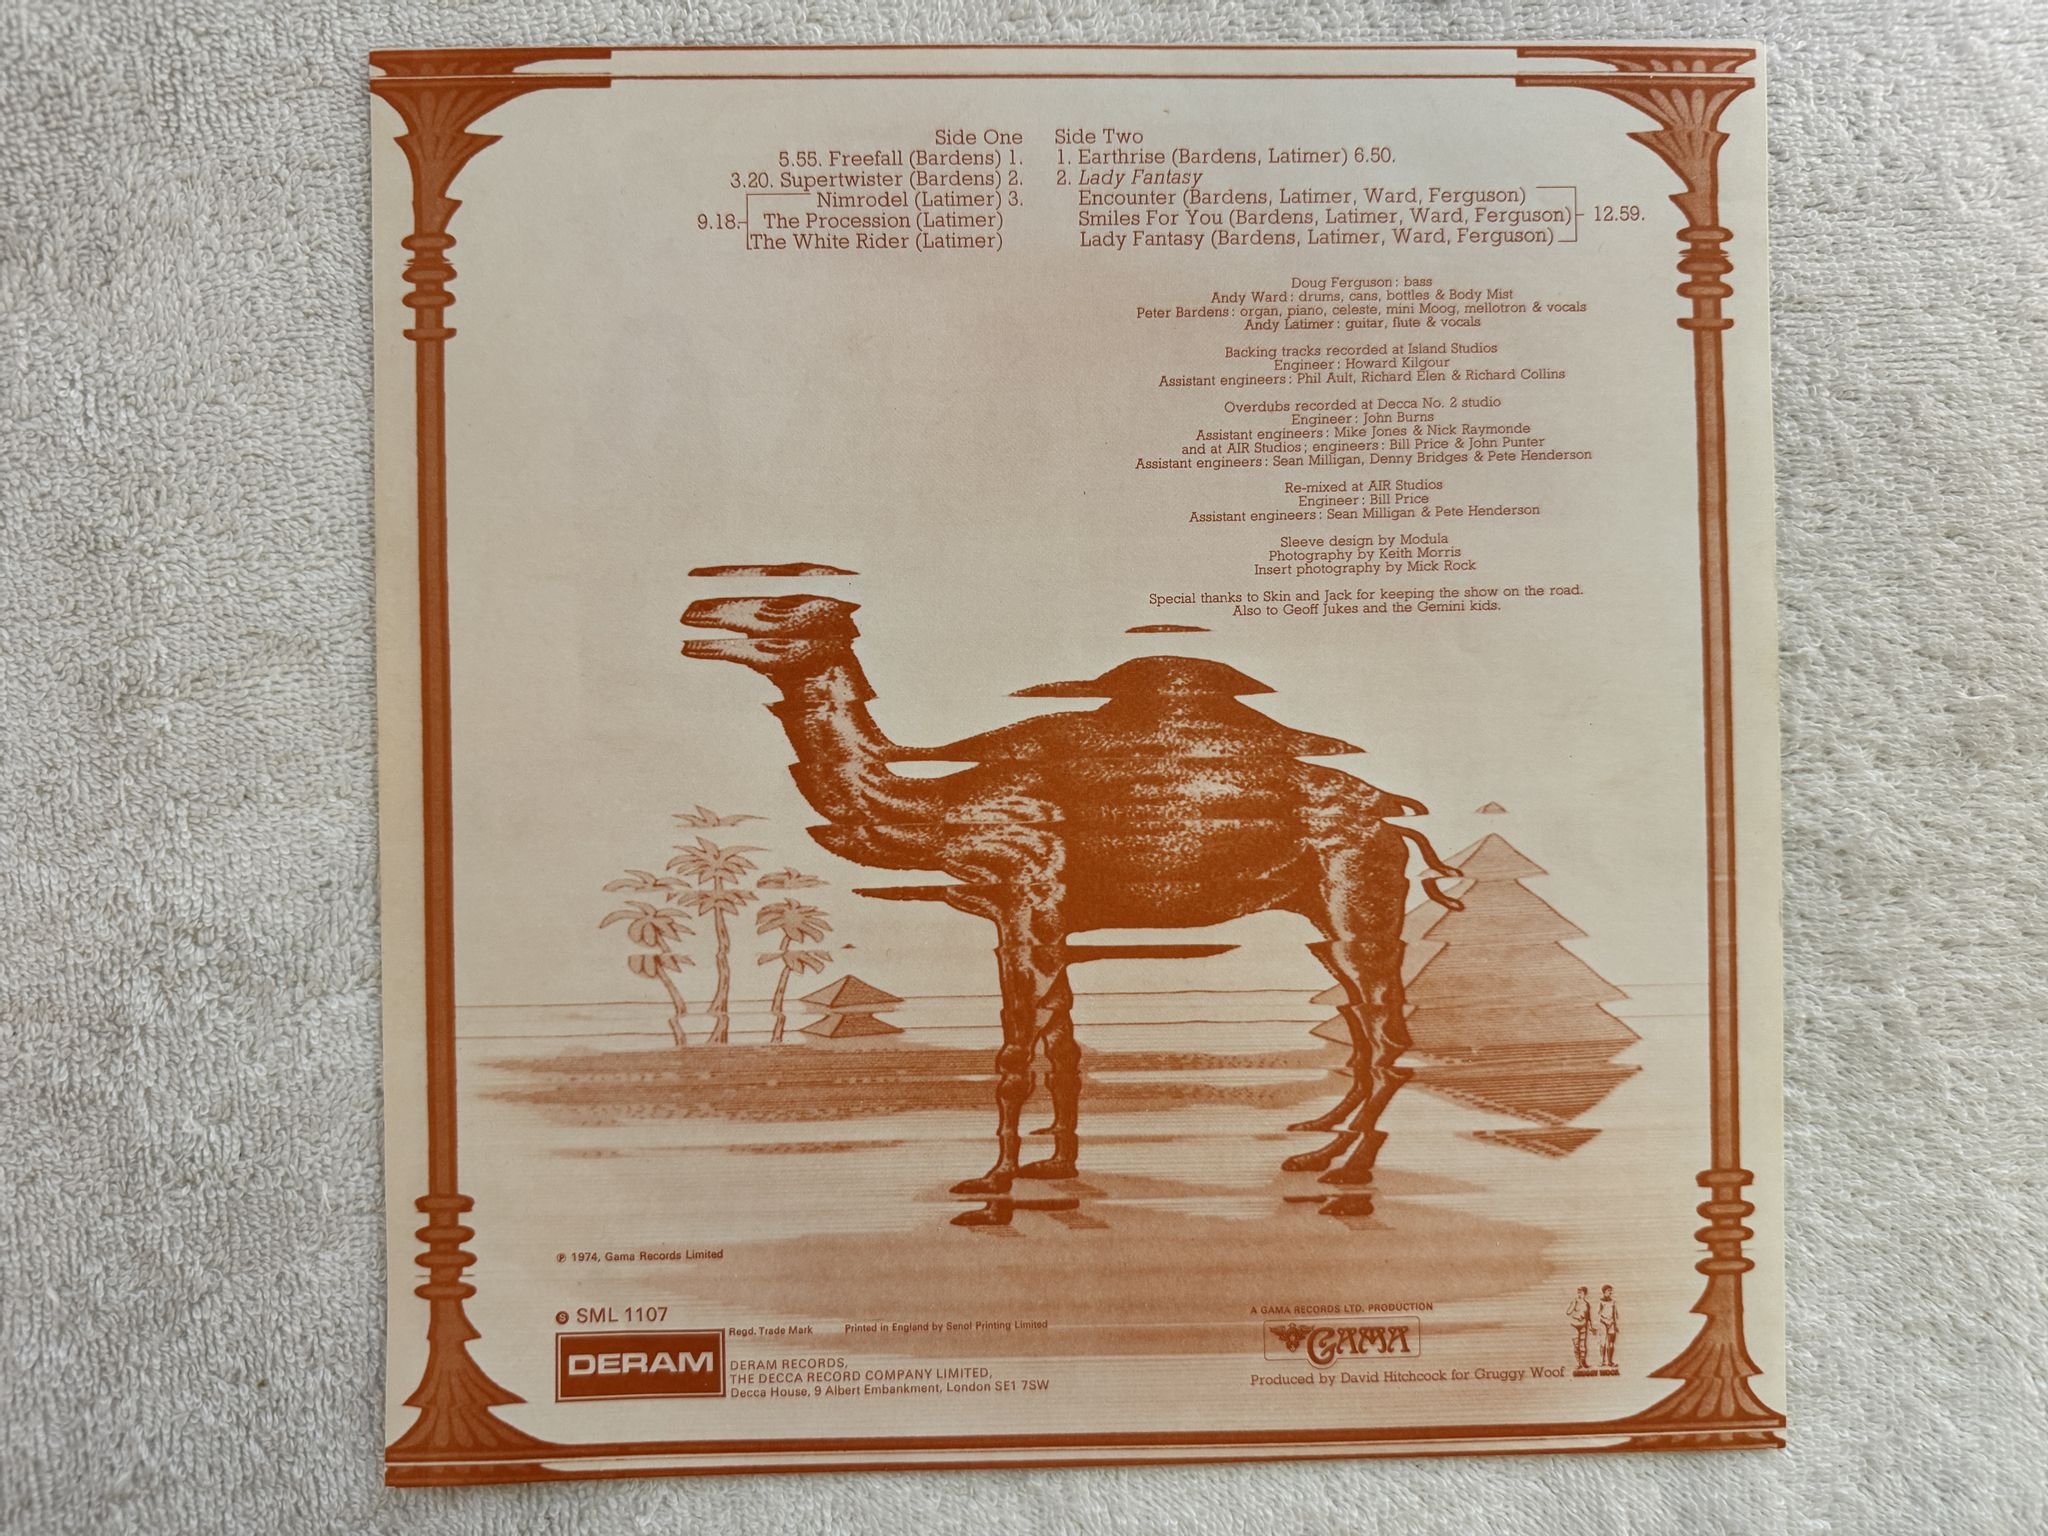 Side One
5.55. Freefall (Bardens) 1.
3.20. Supertwister (Bardens) 2.
Nimrodel (Latimer) 3.
9.18. The Procession (Latimer)
The White Rider (Latimer)
Side Two
1. Earthrise (Bardens, Latimer) 6.50.
2. Lady Fantasy
Encounter (Bardens, Latimer, Ward, Ferguson)
Smiles For You (Bardens, Latimer, Ward, Ferguson) 12.59.
Lady Fantasy (Bardens, Latimer, Ward, Ferguson)
Doug Ferguson : bass
Andy Ward : drums, cans, bottles & Body Mist
Peter Bardens : organ, piano, celeste, mini Moog, mellotron & vocals
Andy Latimer : guitar, flute & vocals
Backing tracks recorded at Island Studios
Engineer : Howard Kilgour
Assistant engineers : Phil Ault, Richard Elen & Richard Collins
Overdubs recorded at Decca No. 2 studio
Engineer : John Burns
Assistant engineers : Mike Jones & Nick Raymonde
and at AIR Studios ; engineers : Bill Price & John Punter
Assistant engineers : Sean Milligan, Denny Bridges & Pete Henderson
Re-mixed at AIR Studios
Engineer : Bill Price
Assistant engineers : Sean Milligan & Pete Henderson
Sleeve design by Modula
Photography by Keith Morris
Insert photography by Mick Rock
Special thanks to Skin and Jack for keeping the show on the road.
Also to Geoff Jukes and the Gemini kids.
℗ 1974, Gama Records Limited
Ⓢ SML 1107
DERAM
Regd. Trade Mark
Printed in England by Senol Printing Limited
DERAM RECORDS,
THE DECCA RECORD COMPANY LIMITED,
Decca House, 9 Albert Embankment, London SE1 7SW
A GAMA RECORDS LTD. PRODUCTION
GAMA
Produced by David Hitchcock for Gruggy Woof
GRUGGY WOOF